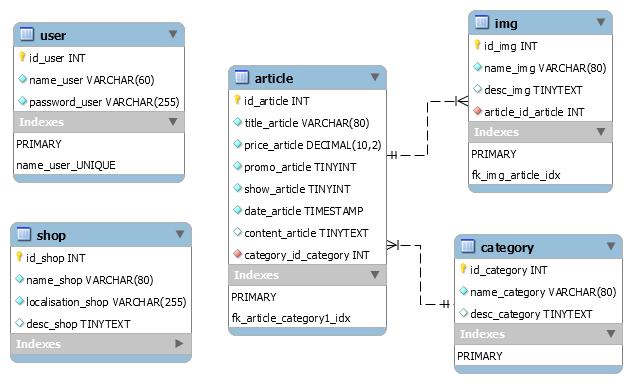 user
id_user INT
name_user VARCHAR(60)
password_user VARCHAR(255)
Indexes
PRIMARY
name_user_UNIQUE
shop
id_shop INT
name_shop VARCHAR(80)
localisation_shop VARCHAR(255)
desc_shop TINYTEXT
Indexes
article
id_article INT
title_article VARCHAR(80)
price_article DECIMAL(10,2)
promo_article TINYINT
show_article TINYINT
date_article TIMESTAMP
content_article TINYTEXT
category_id_category INT
Indexes
PRIMARY
fk_article_category1_idx
img
id_img INT
name_img VARCHAR(80)
desc_img TINYTEXT
article_id_article INT
Indexes
PRIMARY
fk_img_article_idx
category
id_category INT
name_category VARCHAR(80)
desc_category TINYTEXT
Indexes
PRIMARY